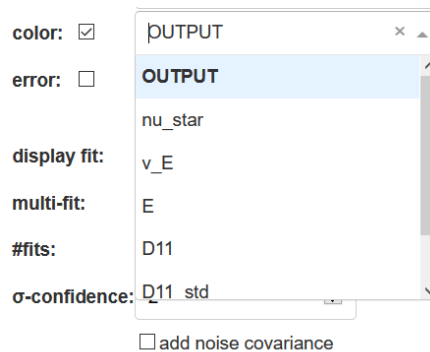 color: OUTPUT ×
error: OUTPUT
nu_star
display fit: v_E
multi-fit: E
#fits: D11
σ-confidence: D11_std
add noise covariance